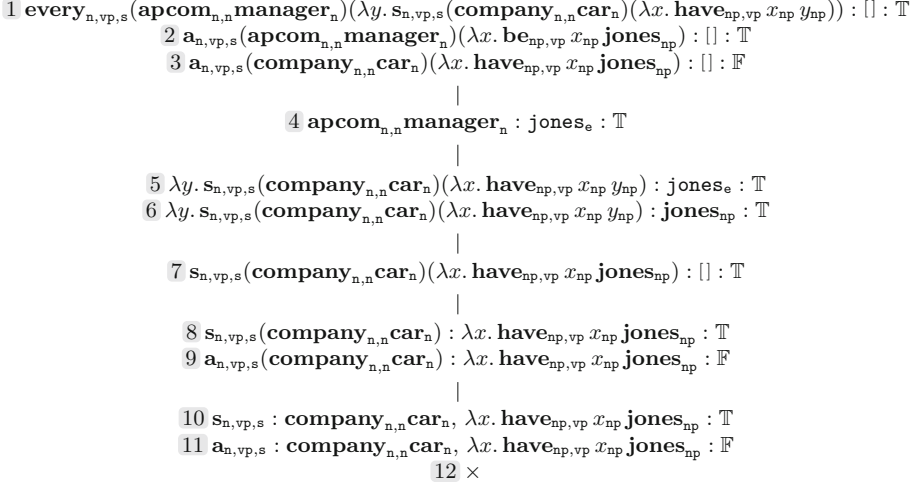 1 every_{n,vp,s}(apcom_{n,n}manager_n)(λy. s_{n,vp,s}(company_{n,n}car_n)(λx. have_{np,vp} x_{np} y_{np})) : [] : 𝕋
2 a_{n,vp,s}(apcom_{n,n}manager_n)(λx. be_{np,vp} x_{np} jones_{np}) : [] : 𝕋
3 a_{n,vp,s}(company_{n,n}car_n)(λx. have_{np,vp} x_{np} jones_{np}) : [] : 𝔽
4 apcom_{n,n}manager_n : jones_e : 𝕋
5 λy. s_{n,vp,s}(company_{n,n}car_n)(λx. have_{np,vp} x_{np} y_{np}) : jones_e : 𝕋
6 λy. s_{n,vp,s}(company_{n,n}car_n)(λx. have_{np,vp} x_{np} y_{np}) : jones_{np} : 𝕋
7 s_{n,vp,s}(company_{n,n}car_n)(λx. have_{np,vp} x_{np} jones_{np}) : [] : 𝕋
8 s_{n,vp,s}(company_{n,n}car_n) : λx. have_{np,vp} x_{np} jones_{np} : 𝕋
9 a_{n,vp,s}(company_{n,n}car_n) : λx. have_{np,vp} x_{np} jones_{np} : 𝔽
10 s_{n,vp,s} : company_{n,n}car_n, λx. have_{np,vp} x_{np} jones_{np} : 𝕋
11 a_{n,vp,s} : company_{n,n}car_n, λx. have_{np,vp} x_{np} jones_{np} : 𝔽
12 ×